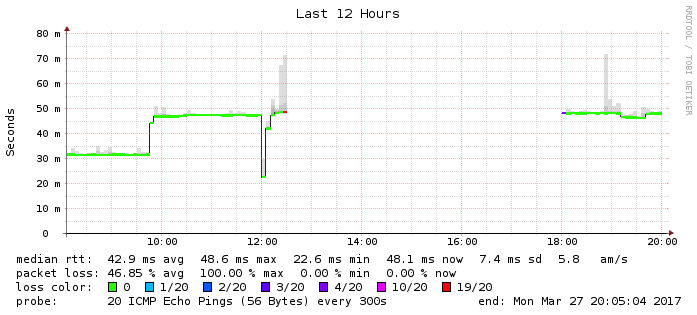 Last 12 Hours
RRDTOOL / TOBI OETIKER
Seconds
80 m
70 m
60 m
50 m
40 m
30 m
20 m
10 m
0
10:00 12:00 14:00 16:00 18:00 20:00
median rtt: 42.9 ms avg 48.6 ms max 22.6 ms min 48.1 ms now 7.4 ms sd 5.8 am/s
packet loss: 46.85 % avg 100.00 % max 0.00 % min 0.00 % now
loss color: 0 1/20 2/20 3/20 4/20 10/20 19/20
probe: 20 ICMP Echo Pings (56 Bytes) every 300s end: Mon Mar 27 20:05:04 2017